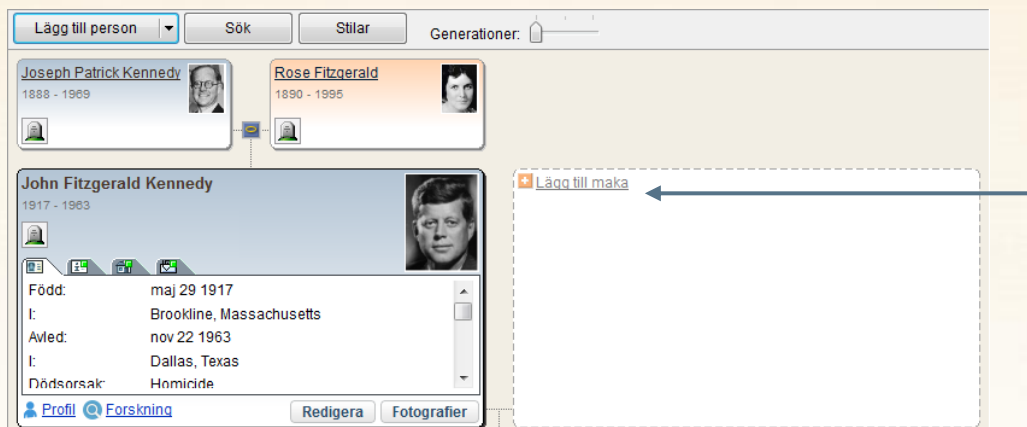 Lägg till person
Sök
Stilar
Generationer:
Joseph Patrick Kennedy
1888 - 1969
Rose Fitzgerald
1890 - 1995
John Fitzgerald Kennedy
1917 - 1963
Lägg till maka
Född: maj 29 1917
I: Brookline, Massachusetts
Avled: nov 22 1963
I: Dallas, Texas
Dödsorsak: Homicide
Profil Forskning Redigera Fotografier